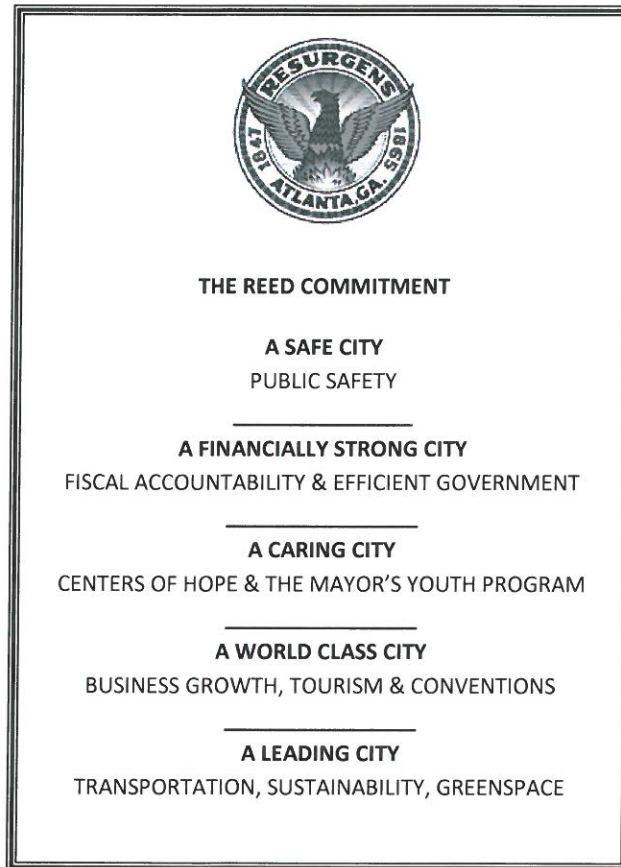 RESURGENS
1847 ATLANTA, GA. 1865
THE REED COMMITMENT
A SAFE CITY
PUBLIC SAFETY
A FINANCIALLY STRONG CITY
FISCAL ACCOUNTABILITY & EFFICIENT GOVERNMENT
A CARING CITY
CENTERS OF HOPE & THE MAYOR'S YOUTH PROGRAM
A WORLD CLASS CITY
BUSINESS GROWTH, TOURISM & CONVENTIONS
A LEADING CITY
TRANSPORTATION, SUSTAINABILITY, GREENSPACE